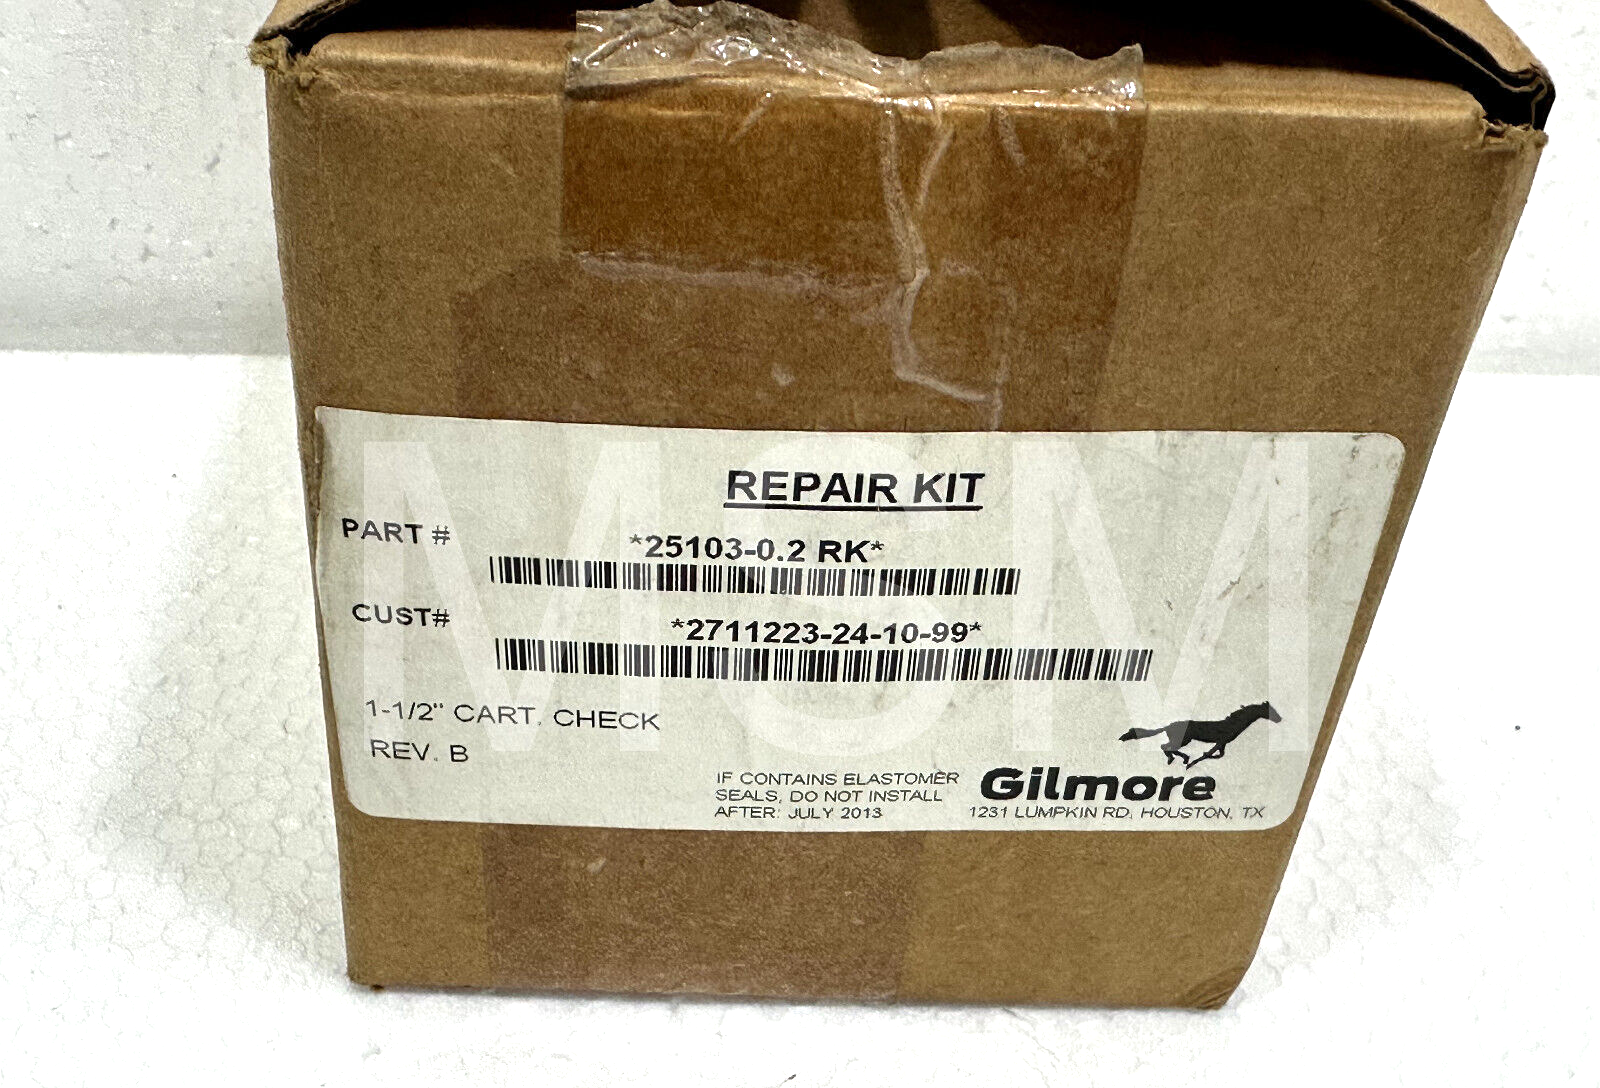 REPAIR KIT
PART # *25103-0.2 RK*
CUST# *2711223-24-10-99*
1-1/2" CART. CHECK
REV. B
IF CONTAINS ELASTOMER
SEALS, DO NOT INSTALL
AFTER: JULY 2013
Gilmore
1231 LUMPKIN RD, HOUSTON, TX
MSM